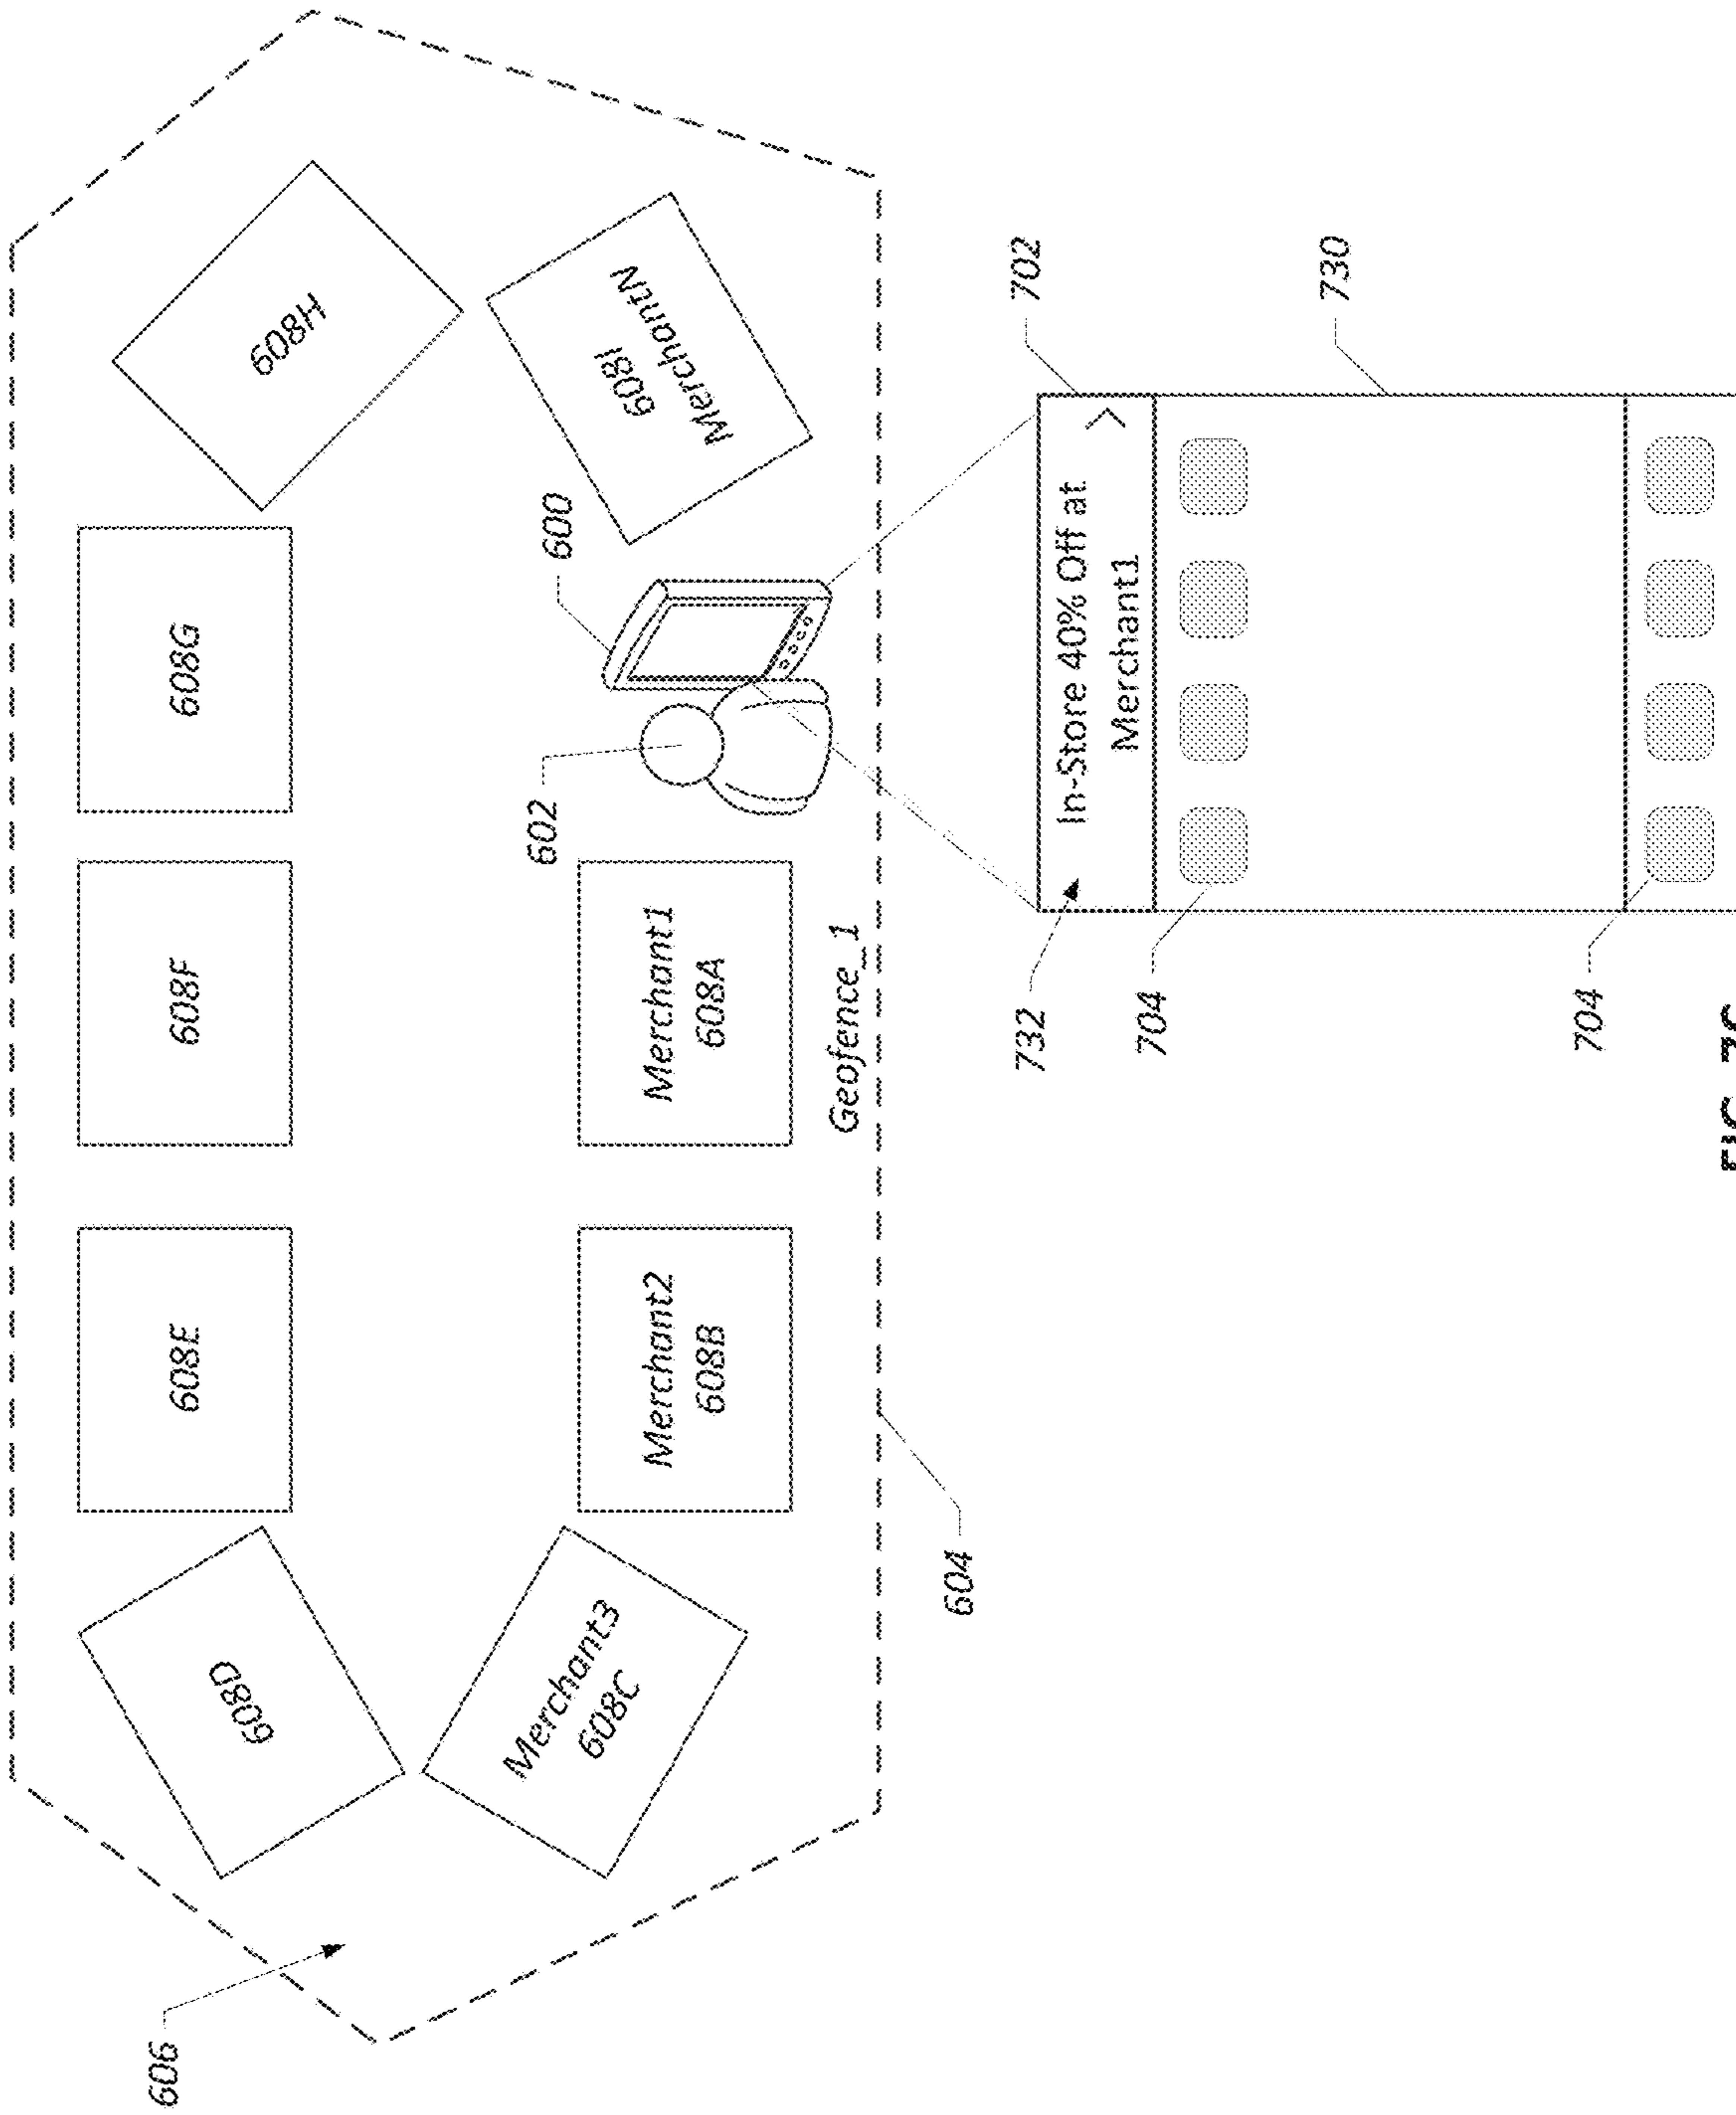 606
608D
608E
608F
608G
608H
602
600
Merchant3
608C
Merchant2
608B
Merchant1
608A
608I
MerchantN
Geofence_1
604
732
702
In-Store 40% Off at
Merchant1
704
730
704